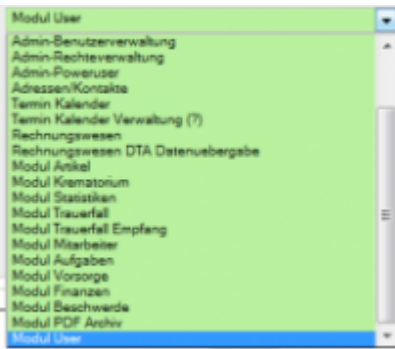 Modul User
Admin-Benutzerverwaltung
Admin-Rechteverwaltung
Admin-Poweruser
Adressen/Kontakte
Termin Kalender
Termin Kalender Verwaltung (?)
Rechnungswesen
Rechnungswesen DTA Datenuebergabe
Modul Artikel
Modul Krematorium
Modul Statistiken
Modul Trauerfall
Modul Trauerfall Empfang
Modul Mitarbeiter
Modul Aufgaben
Modul Vorsorge
Modul Finanzen
Modul Beschwerde
Modul PDF Archiv
Modul User